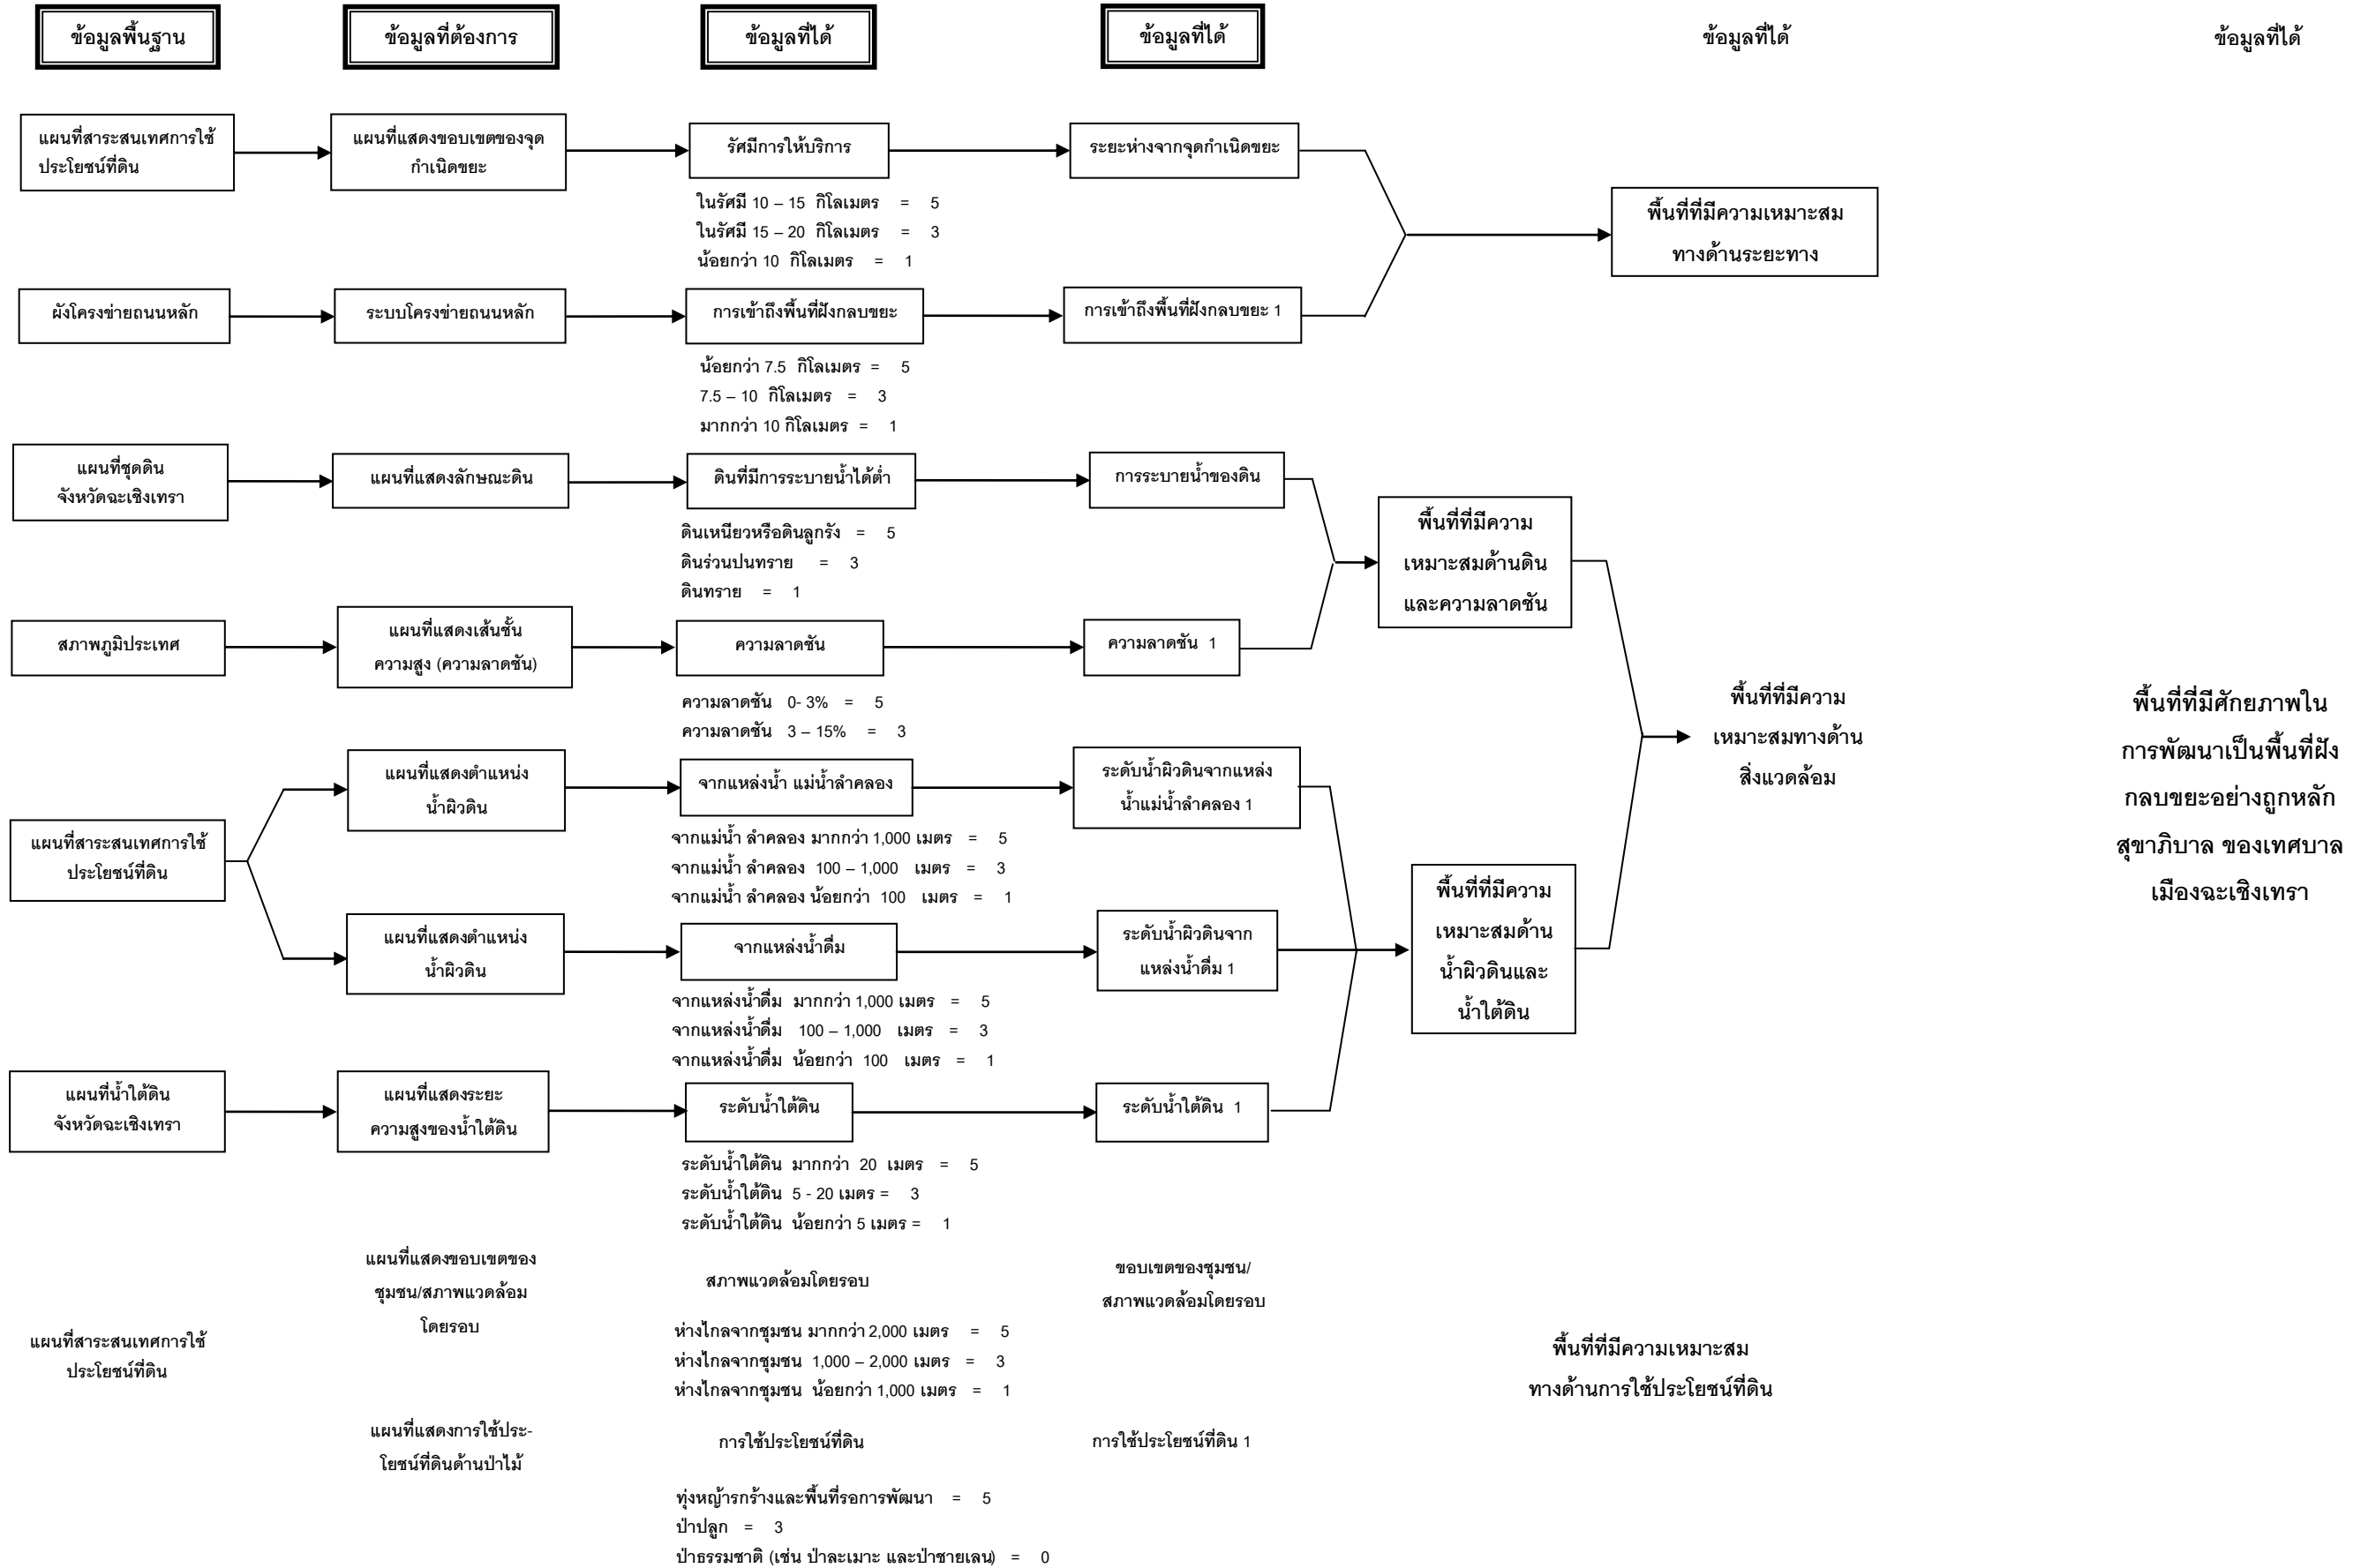 ข้อมูลพื้นฐาน
ข้อมูลที่ต้องการ
ข้อมูลที่ได้
ข้อมูลที่ได้
ข้อมูลที่ได้
ข้อมูลที่ได้
แผนที่สาระสนเทศการใช้
ประโยชน์ที่ดิน
แผนที่แสดงขอบเขตของจุด
กำเนิดขยะ
รัศมีการให้บริการ
ระยะห่างจากจุดกำเนิดขยะ
ในรัศมี 10 – 15 กิโลเมตร = 5
ในรัศมี 15 – 20 กิโลเมตร = 3
น้อยกว่า 10 กิโลเมตร = 1
พื้นที่ที่มีความเหมาะสม
ทางด้านระยะทาง
ผังโครงข่ายถนนหลัก
ระบบโครงข่ายถนนหลัก
การเข้าถึงพื้นที่ฝังกลบขยะ
การเข้าถึงพื้นที่ฝังกลบขยะ 1
น้อยกว่า 7.5 กิโลเมตร = 5
7.5 – 10 กิโลเมตร = 3
มากกว่า 10 กิโลเมตร = 1
แผนที่ชุดดิน
จังหวัดฉะเชิงเทรา
แผนที่แสดงลักษณะดิน
ดินที่มีการระบายน้ำได้ต่ำ
การระบายน้ำของดิน
ดินเหนียวหรือดินลูกรัง = 5
ดินร่วนปนทราย = 3
ดินทราย = 1
พื้นที่ที่มีความ
เหมาะสมด้านดิน
และความลาดชัน
สภาพภูมิประเทศ
แผนที่แสดงเส้นชั้น
ความสูง (ความลาดชัน)
ความลาดชัน
ความลาดชัน 1
ความลาดชัน 0- 3% = 5
ความลาดชัน 3 – 15% = 3
พื้นที่ที่มีความ
เหมาะสมทางด้าน
สิ่งแวดล้อม
พื้นที่ที่มีศักยภาพใน
การพัฒนาเป็นพื้นที่ฝัง
กลบขยะอย่างถูกหลัก
สุขาภิบาล ของเทศบาล
เมืองฉะเชิงเทรา
แผนที่สาระสนเทศการใช้
ประโยชน์ที่ดิน
แผนที่แสดงตำแหน่ง
น้ำผิวดิน
จากแหล่งน้ำ แม่น้ำลำคลอง
ระดับน้ำผิวดินจากแหล่ง
น้ำแม่น้ำลำคลอง 1
จากแม่น้ำ ลำคลอง มากกว่า 1,000 เมตร = 5
จากแม่น้ำ ลำคลอง 100 – 1,000 เมตร = 3
จากแม่น้ำ ลำคลอง น้อยกว่า 100 เมตร = 1
แผนที่แสดงตำแหน่ง
น้ำผิวดิน
จากแหล่งน้ำดื่ม
ระดับน้ำผิวดินจาก
แหล่งน้ำดื่ม 1
จากแหล่งน้ำดื่ม มากกว่า 1,000 เมตร = 5
จากแหล่งน้ำดื่ม 100 – 1,000 เมตร = 3
จากแหล่งน้ำดื่ม น้อยกว่า 100 เมตร = 1
พื้นที่ที่มีความ
เหมาะสมด้าน
น้ำผิวดินและ
น้ำใต้ดิน
แผนที่น้ำใต้ดิน
จังหวัดฉะเชิงเทรา
แผนที่แสดงระยะ
ความสูงของน้ำใต้ดิน
ระดับน้ำใต้ดิน
ระดับน้ำใต้ดิน 1
ระดับน้ำใต้ดิน มากกว่า 20 เมตร = 5
ระดับน้ำใต้ดิน 5 - 20 เมตร = 3
ระดับน้ำใต้ดิน น้อยกว่า 5 เมตร = 1
แผนที่สาระสนเทศการใช้
ประโยชน์ที่ดิน
แผนที่แสดงขอบเขตของ
ชุมชน/สภาพแวดล้อม
โดยรอบ
สภาพแวดล้อมโดยรอบ
ขอบเขตของชุมชน/
สภาพแวดล้อมโดยรอบ
ห่างไกลจากชุมชน มากกว่า 2,000 เมตร = 5
ห่างไกลจากชุมชน 1,000 – 2,000 เมตร = 3
ห่างไกลจากชุมชน น้อยกว่า 1,000 เมตร = 1
พื้นที่ที่มีความเหมาะสม
ทางด้านการใช้ประโยชน์ที่ดิน
แผนที่แสดงการใช้ประ-
โยชน์ที่ดินด้านป่าไม้
การใช้ประโยชน์ที่ดิน
การใช้ประโยชน์ที่ดิน 1
ทุ่งหญ้ารกร้างและพื้นที่รอการพัฒนา = 5
ป่าปลูก = 3
ป่าธรรมชาติ (เช่น ป่าละเมาะ และป่าชายเลน) = 0